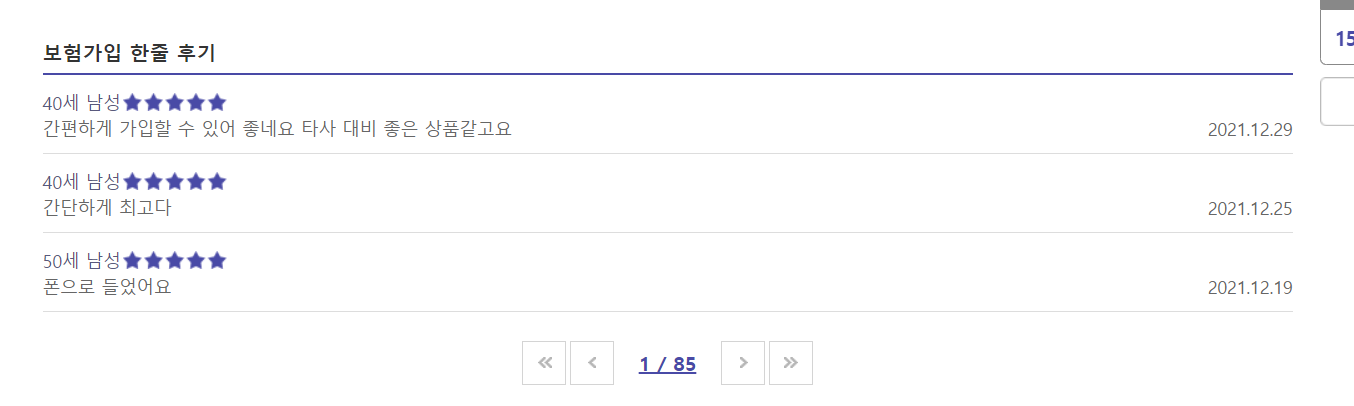 보험가입 한줄 후기
40세 남성★★★★★
간편하게 가입할 수 있어 좋네요 타사 대비 좋은 상품같고요
2021.12.29
40세 남성★★★★★
간단하게 최고다
2021.12.25
50세 남성★★★★★
폰으로 들었어요
2021.12.19
« ‹ 1 / 85 › »